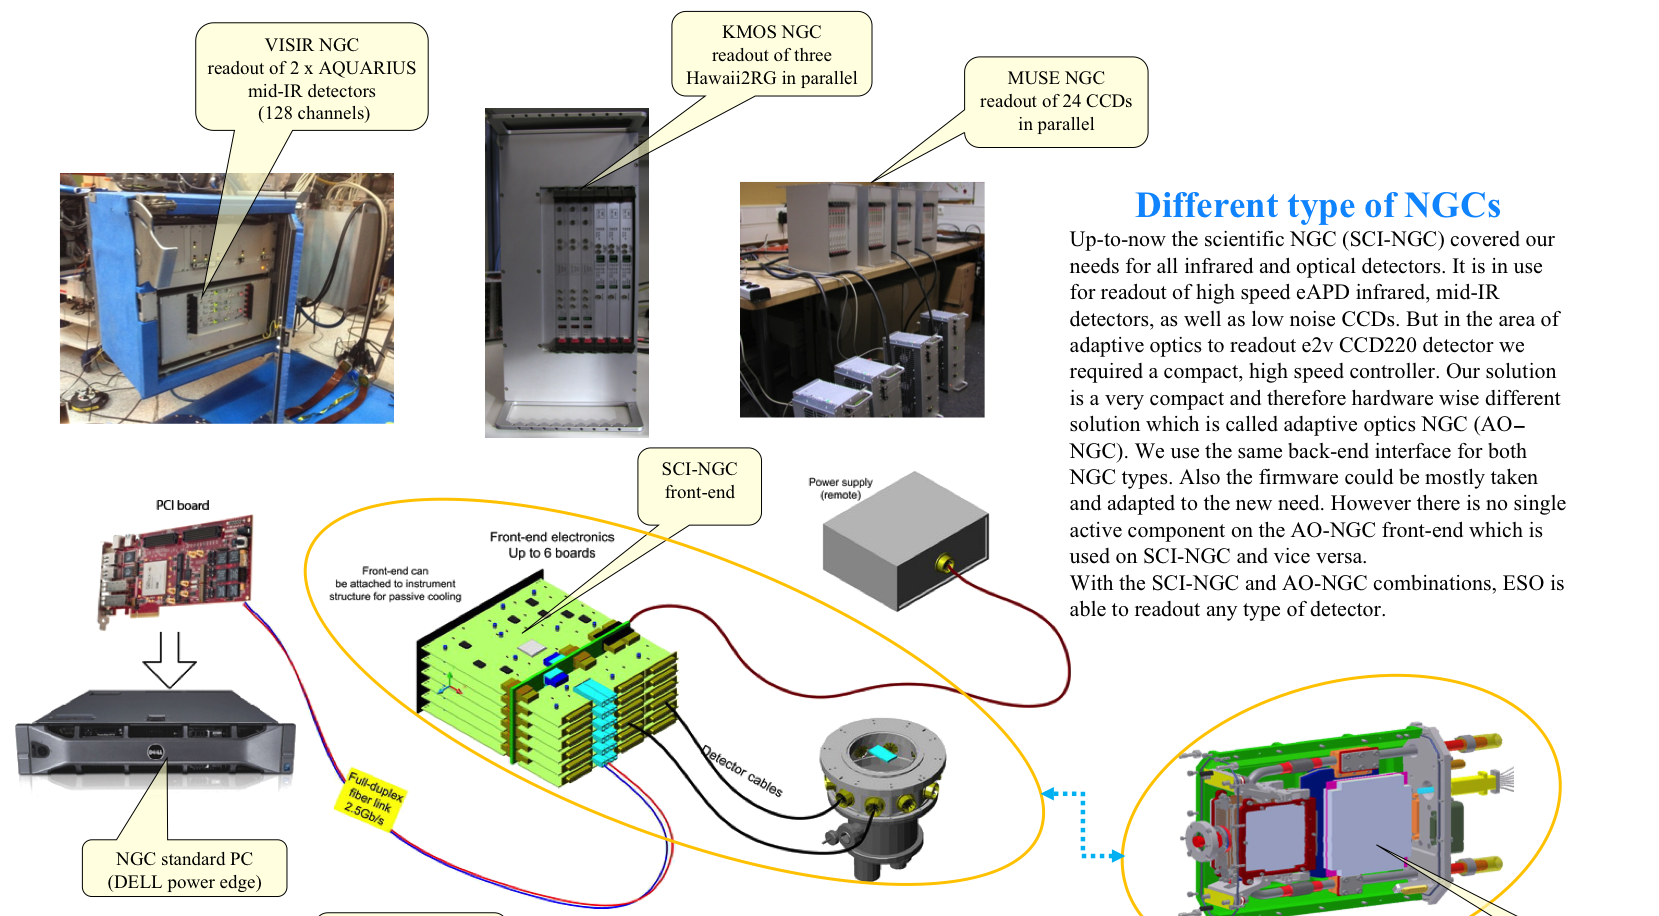 VISIR NGC
readout of 2 x AQUARIUS
mid-IR detectors
(128 channels)
KMOS NGC
readout of three
Hawaii2RG in parallel
MUSE NGC
readout of 24 CCDs
in parallel
Different type of NGCs
Up-to-now the scientific NGC (SCI-NGC) covered our
needs for all infrared and optical detectors. It is in use
for readout of high speed eAPD infrared, mid-IR
detectors, as well as low noise CCDs. But in the area of
adaptive optics to readout e2v CCD220 detector we
required a compact, high speed controller. Our solution
is a very compact and therefore hardware wise different
solution which is called adaptive optics NGC (AO–
NGC). We use the same back-end interface for both
NGC types. Also the firmware could be mostly taken
and adapted to the new need. However there is no single
active component on the AO-NGC front-end which is
used on SCI-NGC and vice versa.
With the SCI-NGC and AO-NGC combinations, ESO is
able to readout any type of detector.
SCI-NGC
front-end
Power supply
(remote)
PCI board
Front-end electronics
Up to 6 boards
Front-end can
be attached to instrument
structure for passive cooling
Detector cables
DELL
Full-duplex
fiber link
2.5Gb/s
NGC standard PC
(DELL power edge)